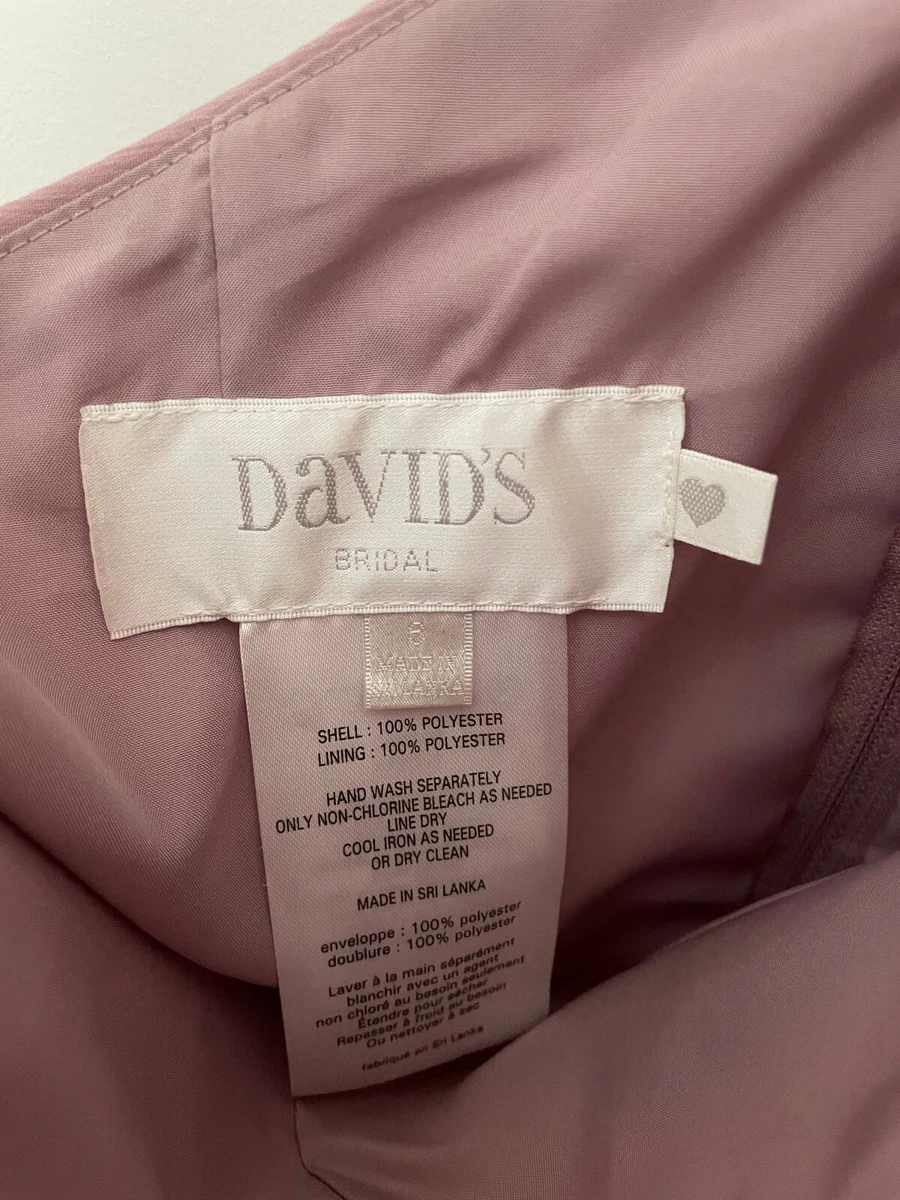 DaVID'S
BRIDAL
6
MADE IN
SRI LANKA
SHELL : 100% POLYESTER
LINING : 100% POLYESTER
HAND WASH SEPARATELY
ONLY NON-CHLORINE BLEACH AS NEEDED
LINE DRY
COOL IRON AS NEEDED
OR DRY CLEAN
MADE IN SRI LANKA
enveloppe : 100% polyester
doublure : 100% polyester
Laver à la main séparément
blanchir avec un agent
non chloré au besoin seulement
Étendre pour sécher
Repasser à froid au besoin
Ou nettoyer à sec
fabriqué en Sri Lanka